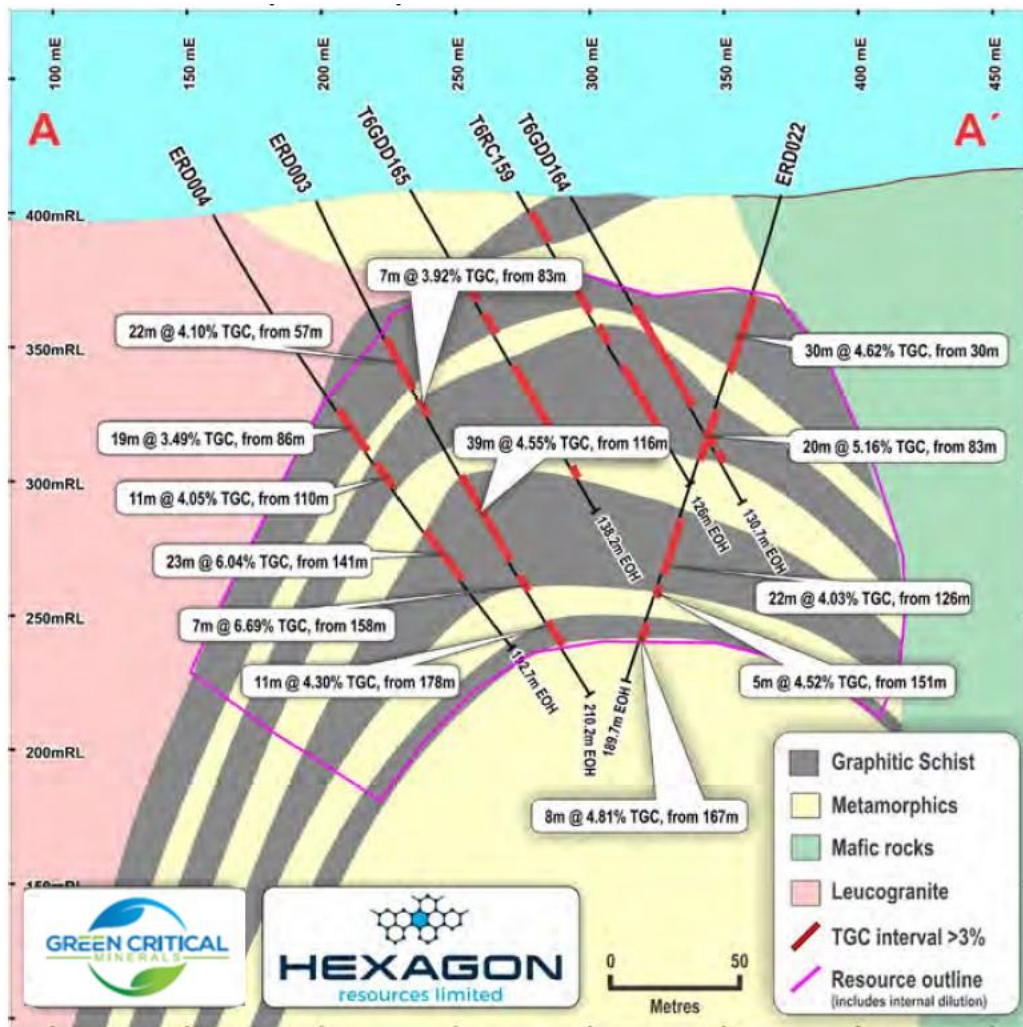 100 mE
150 mE
200 mE
250 mE
300 mE
350 mE
400 mE
450 mE
A
A´
ERD004
ERD003
T6GDD165
T6RC159
T6GDD164
ERD022
400mRL
350mRL
300mRL
250mRL
200mRL
150mRL
7m @ 3.92% TGC, from 83m
22m @ 4.10% TGC, from 57m
30m @ 4.62% TGC, from 30m
19m @ 3.49% TGC, from 86m
39m @ 4.55% TGC, from 116m
20m @ 5.16% TGC, from 83m
11m @ 4.05% TGC, from 110m
126m EOH
130.7m EOH
138.2m EOH
23m @ 6.04% TGC, from 141m
22m @ 4.03% TGC, from 126m
7m @ 6.69% TGC, from 158m
11m @ 4.30% TGC, from 178m
192.7m EOH
210.2m EOH
189.7m EOH
5m @ 4.52% TGC, from 151m
8m @ 4.81% TGC, from 167m
Graphitic Schist
Metamorphics
Mafic rocks
Leucogranite
TGC interval >3%
Resource outline
(includes internal dilution)
GREEN CRITICAL
MINERALS
HEXAGON
resources limited
0 50
Metres